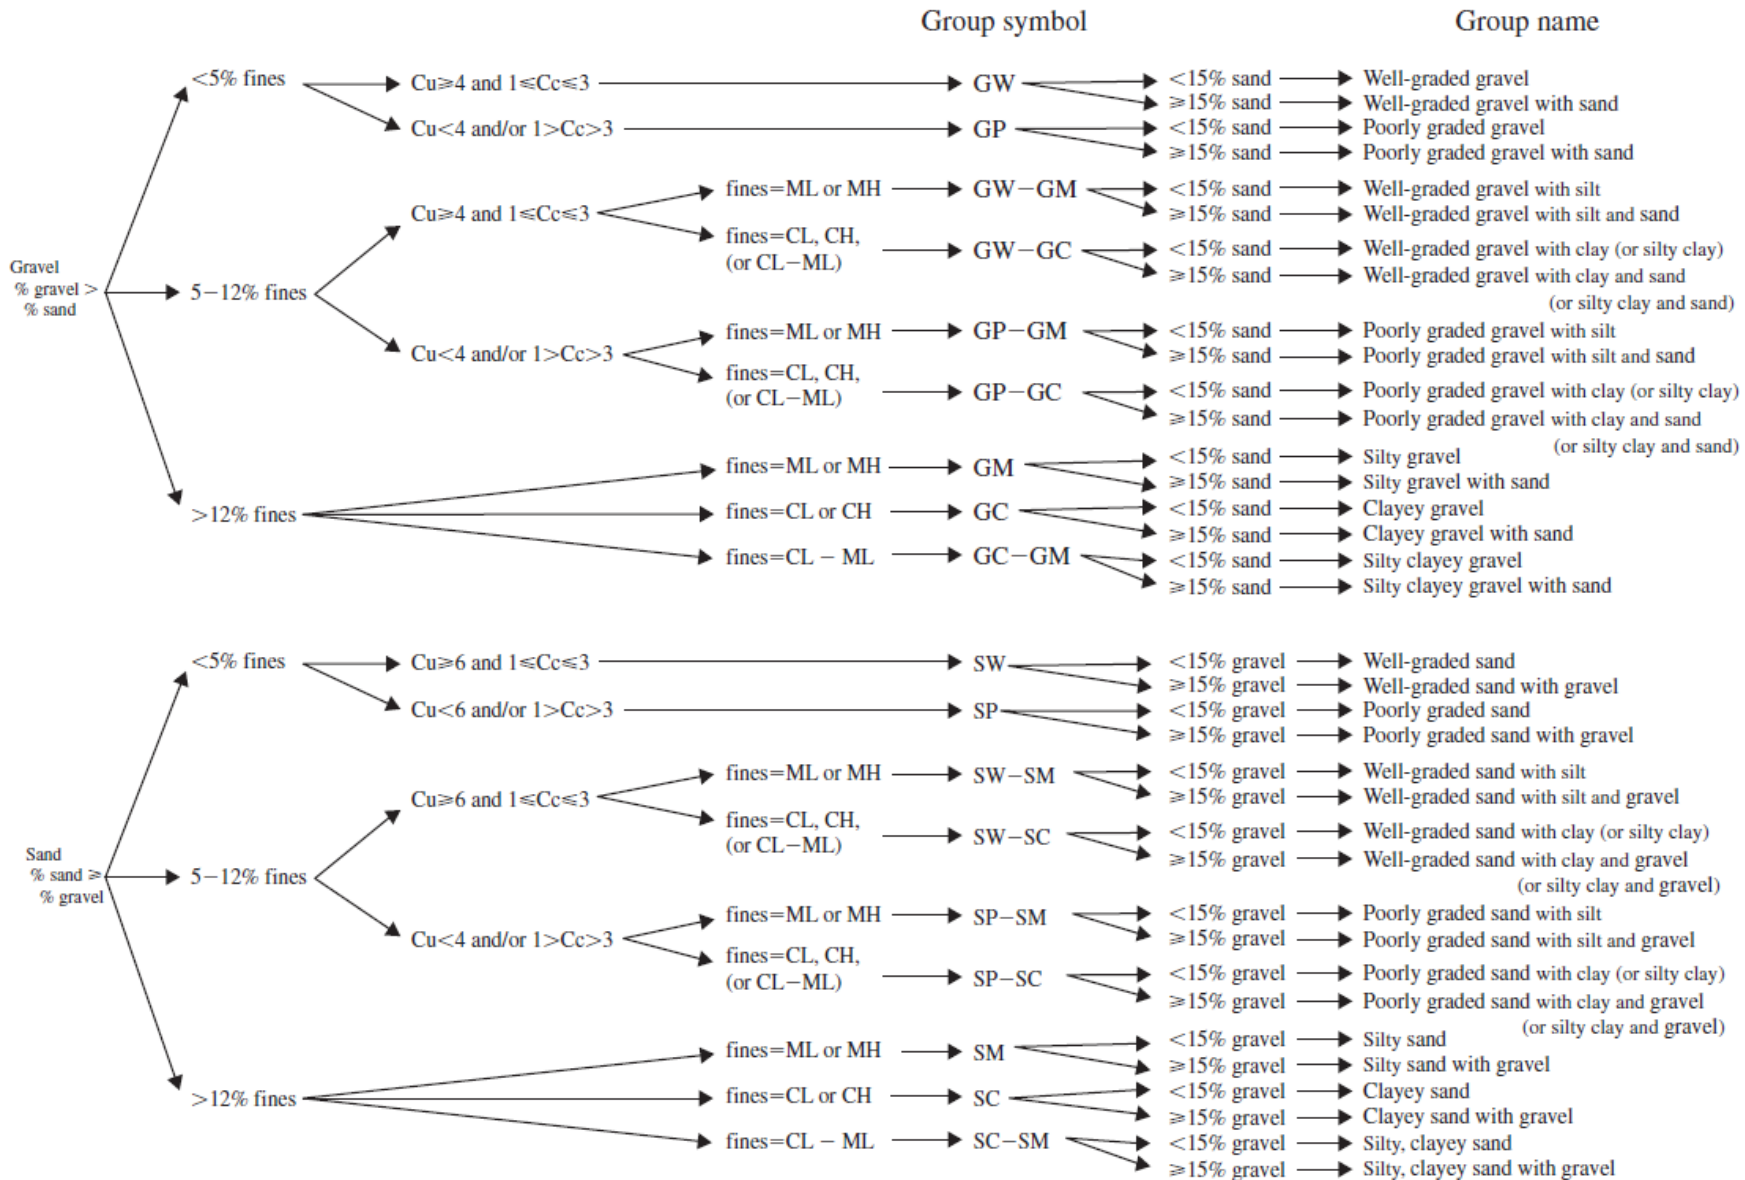 Group symbol Group name
<5% fines Cu≥4 and 1≤Cc≤3 GW <15% sand Well-graded gravel
≥15% sand Well-graded gravel with sand
Cu<4 and/or 1>Cc>3 GP <15% sand Poorly graded gravel
≥15% sand Poorly graded gravel with sand
fines=ML or MH GW−GM <15% sand Well-graded gravel with silt
Cu≥4 and 1≤Cc≤3 ≥15% sand Well-graded gravel with silt and sand
fines=CL, CH,
(or CL−ML) GW−GC <15% sand Well-graded gravel with clay (or silty clay)
Gravel
% gravel >
% sand
5−12% fines ≥15% sand Well-graded gravel with clay and sand
(or silty clay and sand)
fines=ML or MH GP−GM <15% sand Poorly graded gravel with silt
Cu<4 and/or 1>Cc>3 ≥15% sand Poorly graded gravel with silt and sand
fines=CL, CH,
(or CL−ML) GP−GC <15% sand Poorly graded gravel with clay (or silty clay)
≥15% sand Poorly graded gravel with clay and sand
(or silty clay and sand)
fines=ML or MH GM <15% sand Silty gravel
≥15% sand Silty gravel with sand
>12% fines fines=CL or CH GC <15% sand Clayey gravel
≥15% sand Clayey gravel with sand
fines=CL − ML GC−GM <15% sand Silty clayey gravel
≥15% sand Silty clayey gravel with sand
<5% fines Cu≥6 and 1≤Cc≤3 SW <15% gravel Well-graded sand
≥15% gravel Well-graded sand with gravel
Cu<6 and/or 1>Cc>3 SP <15% gravel Poorly graded sand
≥15% gravel Poorly graded sand with gravel
fines=ML or MH SW−SM <15% gravel Well-graded sand with silt
Cu≥6 and 1≤Cc≤3 ≥15% gravel Well-graded sand with silt and gravel
fines=CL, CH,
(or CL−ML) SW−SC <15% gravel Well-graded sand with clay (or silty clay)
Sand
% sand ≥
% gravel
5−12% fines ≥15% gravel Well-graded sand with clay and gravel
(or silty clay and gravel)
fines=ML or MH SP−SM <15% gravel Poorly graded sand with silt
Cu<4 and/or 1>Cc>3 ≥15% gravel Poorly graded sand with silt and gravel
fines=CL, CH,
(or CL−ML) SP−SC <15% gravel Poorly graded sand with clay (or silty clay)
≥15% gravel Poorly graded sand with clay and gravel
(or silty clay and gravel)
fines=ML or MH SM <15% gravel Silty sand
≥15% gravel Silty sand with gravel
>12% fines fines=CL or CH SC <15% gravel Clayey sand
≥15% gravel Clayey sand with gravel
fines=CL − ML SC−SM <15% gravel Silty, clayey sand
≥15% gravel Silty, clayey sand with gravel